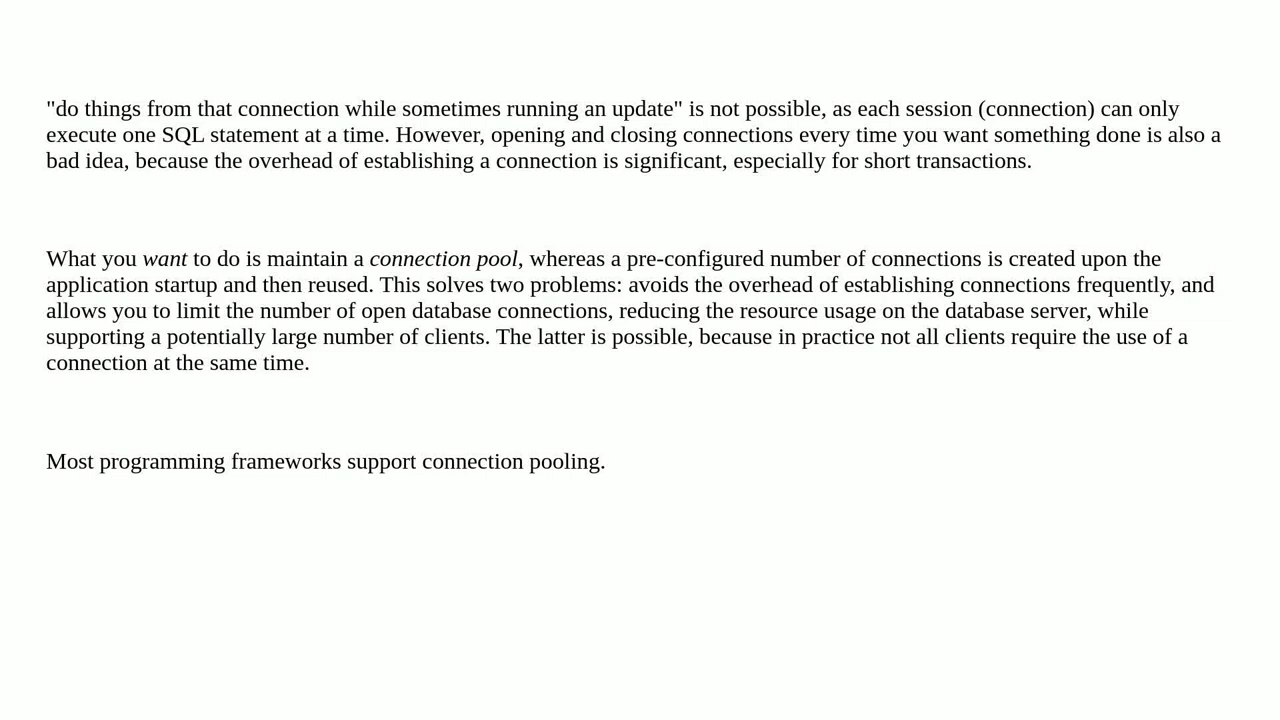 "do things from that connection while sometimes running an update" is not possible, as each session (connection) can only
execute one SQL statement at a time. However, opening and closing connections every time you want something done is also a
bad idea, because the overhead of establishing a connection is significant, especially for short transactions.
What you want to do is maintain a connection pool, whereas a pre-configured number of connections is created upon the
application startup and then reused. This solves two problems: avoids the overhead of establishing connections frequently, and
allows you to limit the number of open database connections, reducing the resource usage on the database server, while
supporting a potentially large number of clients. The latter is possible, because in practice not all clients require the use of a
connection at the same time.
Most programming frameworks support connection pooling.